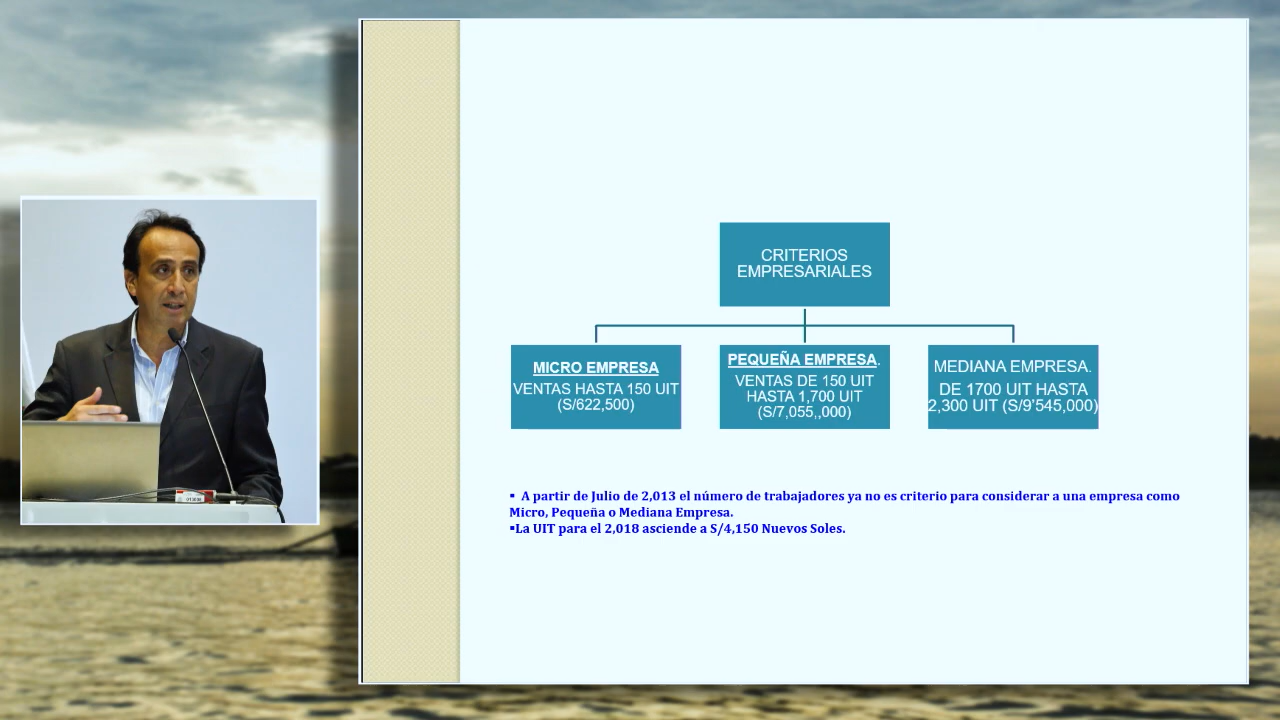 CRITERIOS
EMPRESARIALES
MICRO EMPRESA
VENTAS HASTA 150 UIT
(S/622,500)
PEQUEÑA EMPRESA.
VENTAS DE 150 UIT
HASTA 1,700 UIT
(S/7,055,,000)
MEDIANA EMPRESA.
DE 1700 UIT HASTA
2,300 UIT (S/9'545,000)
▪ A partir de Julio de 2,013 el número de trabajadores ya no es criterio para considerar a una empresa como
Micro, Pequeña o Mediana Empresa.
▪La UIT para el 2,018 asciende a S/4,150 Nuevos Soles.